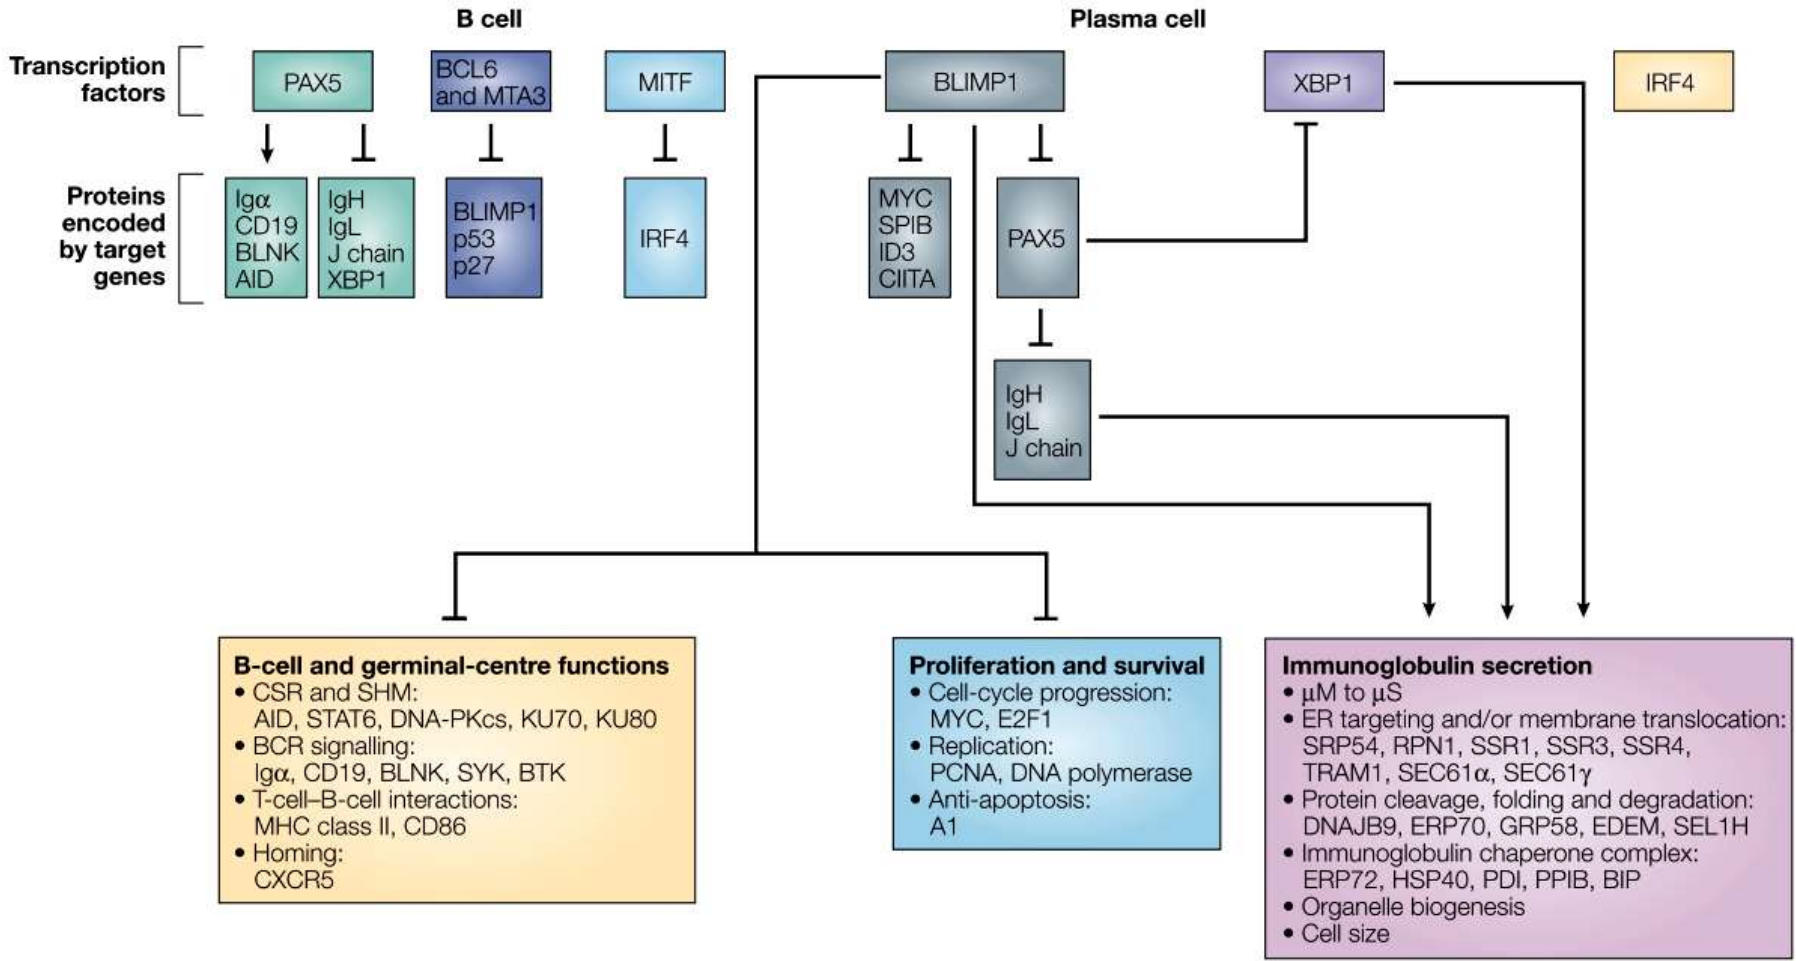 B cell
Plasma cell
Transcription
factors
PAX5
BCL6
and MTA3
MITF
BLIMP1
XBP1
IRF4
Proteins
encoded
by target
genes
Igα
CD19
BLNK
AID
IgH
IgL
J chain
XBP1
BLIMP1
p53
p27
IRF4
MYC
SPIB
ID3
CIITA
PAX5
IgH
IgL
J chain
B-cell and germinal-centre functions
• CSR and SHM:
AID, STAT6, DNA-PKcs, KU70, KU80
• BCR signalling:
Igα, CD19, BLNK, SYK, BTK
• T-cell–B-cell interactions:
MHC class II, CD86
• Homing:
CXCR5
Proliferation and survival
• Cell-cycle progression:
MYC, E2F1
• Replication:
PCNA, DNA polymerase
• Anti-apoptosis:
A1
Immunoglobulin secretion
• µM to µS
• ER targeting and/or membrane translocation:
SRP54, RPN1, SSR1, SSR3, SSR4,
TRAM1, SEC61α, SEC61γ
• Protein cleavage, folding and degradation:
DNAJB9, ERP70, GRP58, EDEM, SEL1H
• Immunoglobulin chaperone complex:
ERP72, HSP40, PDI, PPIB, BIP
• Organelle biogenesis
• Cell size